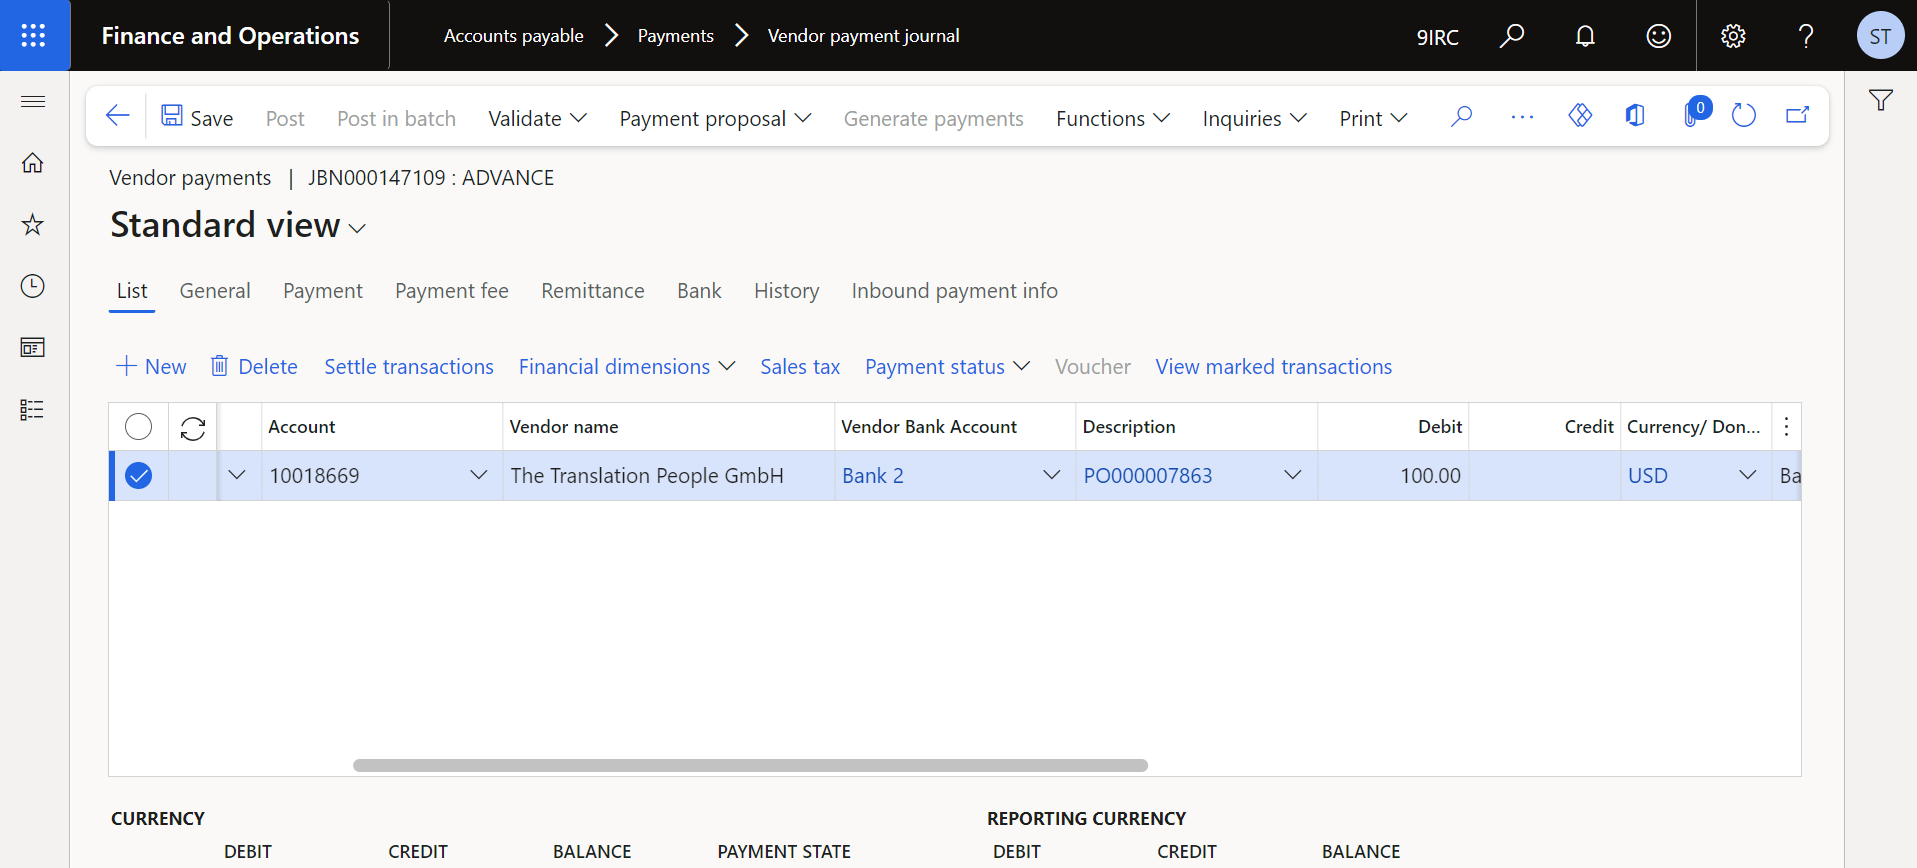 Finance and Operations
Accounts payable Payments Vendor payment journal
9IRC
ST
Save Post Post in batch Validate Payment proposal Generate payments Functions Inquiries Print
0
Vendor payments | JBN000147109 : ADVANCE
Standard view
List General Payment Payment fee Remittance Bank History Inbound payment info
New Delete Settle transactions Financial dimensions Sales tax Payment status Voucher View marked transactions
Account Vendor name Vendor Bank Account Description Debit Credit Currency/ Don...
10018669 The Translation People GmbH Bank 2 PO000007863 100.00 USD Ba
CURRENCY REPORTING CURRENCY
DEBIT CREDIT BALANCE PAYMENT STATE DEBIT CREDIT BALANCE